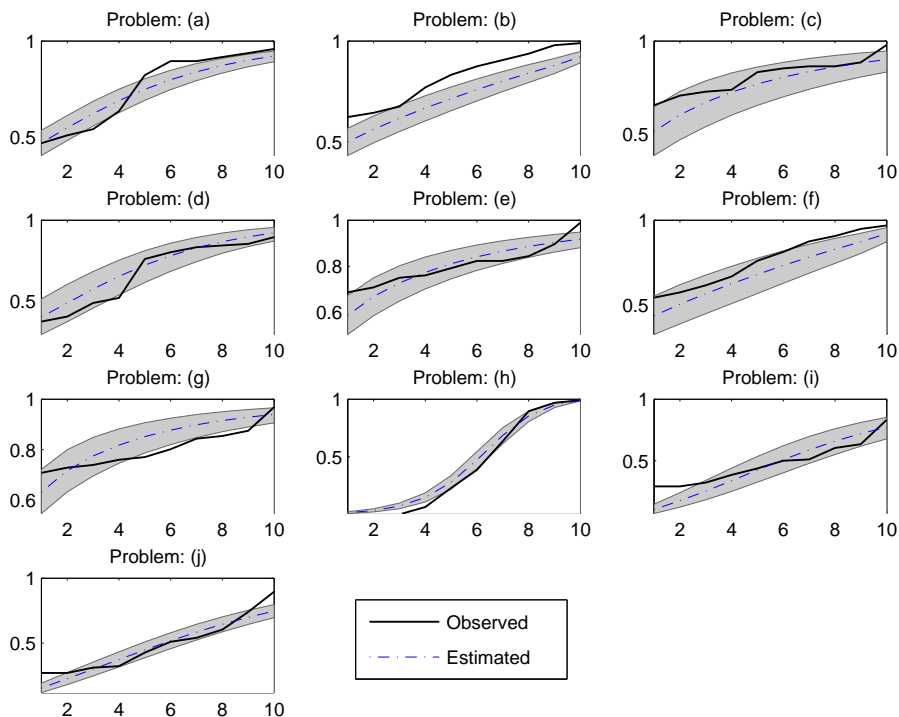 Problem: (a)
1
0.5
2 4 6 8 10
Problem: (b)
1
0.5
2 4 6 8 10
Problem: (c)
1
0.5
2 4 6 8 10
Problem: (d)
1
0.5
2 4 6 8 10
Problem: (e)
1
0.8
0.6
2 4 6 8 10
Problem: (f)
1
0.5
2 4 6 8 10
Problem: (g)
1
0.8
0.6
2 4 6 8 10
Problem: (h)
1
0.5
2 4 6 8 10
Problem: (i)
1
0.5
2 4 6 8 10
Problem: (j)
1
0.5
2 4 6 8 10
Observed
Estimated